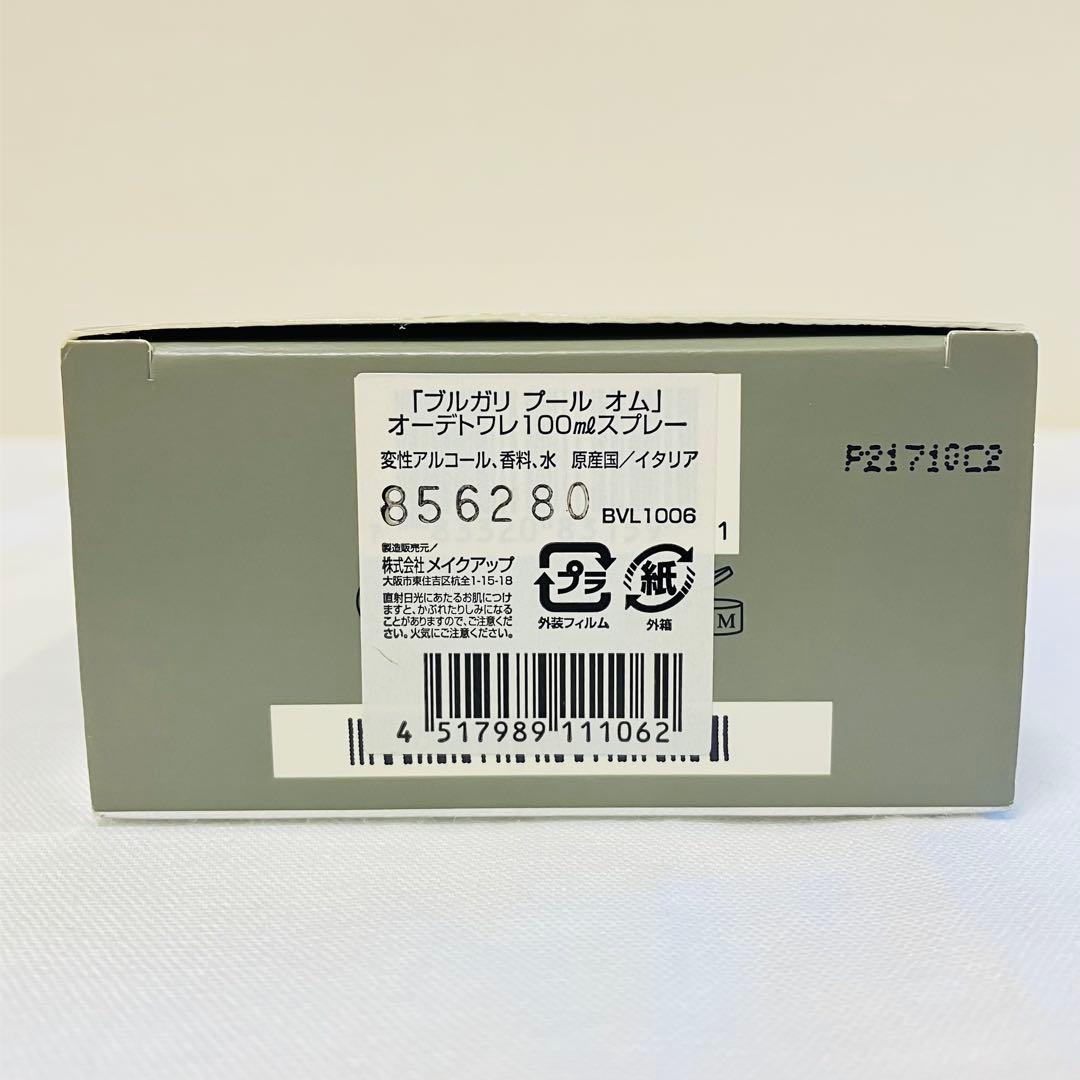 「ブルガリ プール オム」
オーデトワレ100㎖スプレー
変性アルコール、香料、水 原産国/イタリア
856280 BVL1006
製造販売元/
株式会社 メイクアップ
大阪市東住吉区杭全1-15-18
直射日光にあたるお肌につけ
ますと、かぶれたりしみになる
ことがありますので、ご注意くだ
さい。火気にご注意ください。
プラ
外装フィルム
紙
外箱
4 517989 111062
1
M
P21710C2